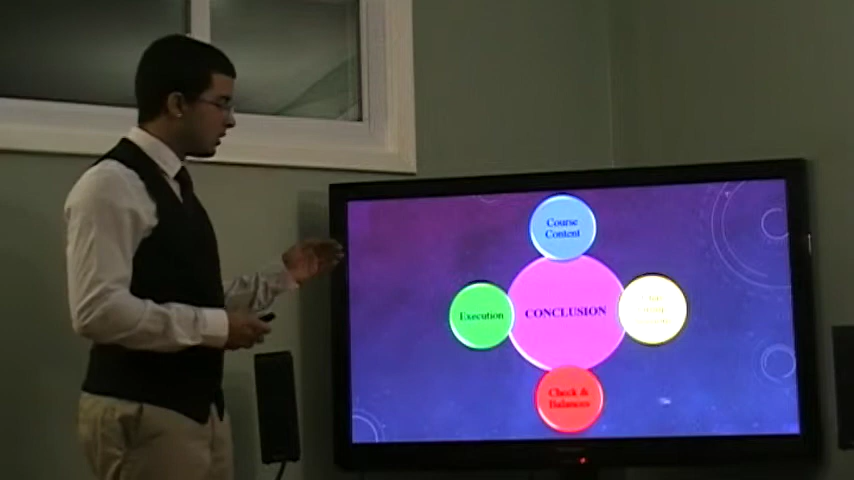 Course
Content
Execution
CONCLUSION
Check &
Balances